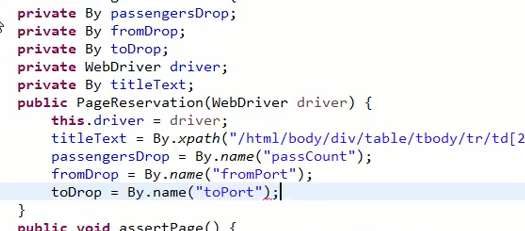 private By passengersDrop;
private By fromDrop;
private By toDrop;
private WebDriver driver;
private By titleText;
public PageReservation(WebDriver driver) {
this.driver = driver;
titleText = By.xpath("/html/body/div/table/tbody/tr/td[2
passengersDrop = By.name("passCount");
fromDrop = By.name("fromPort");
toDrop = By.name("toPort");
}
public void assertPage() {